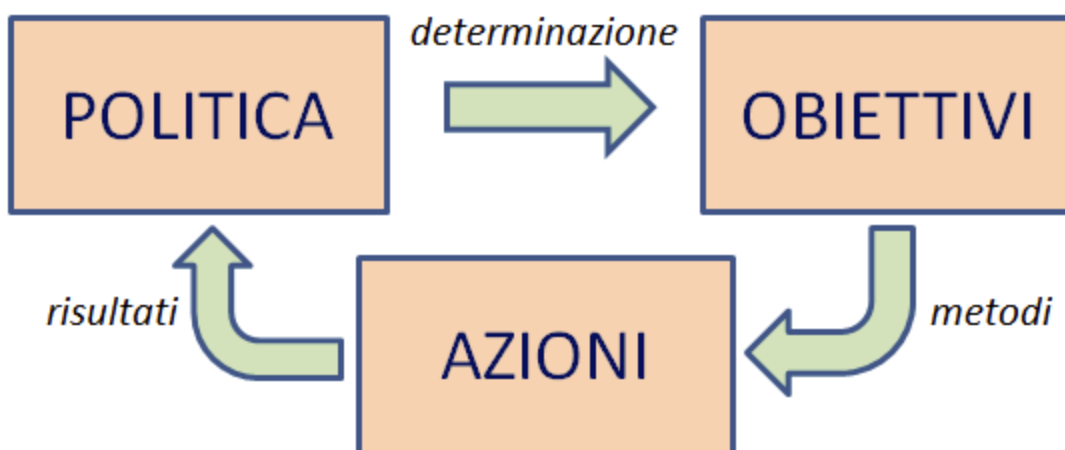 determinazione
POLITICA
OBIETTIVI
risultati
metodi
AZIONI